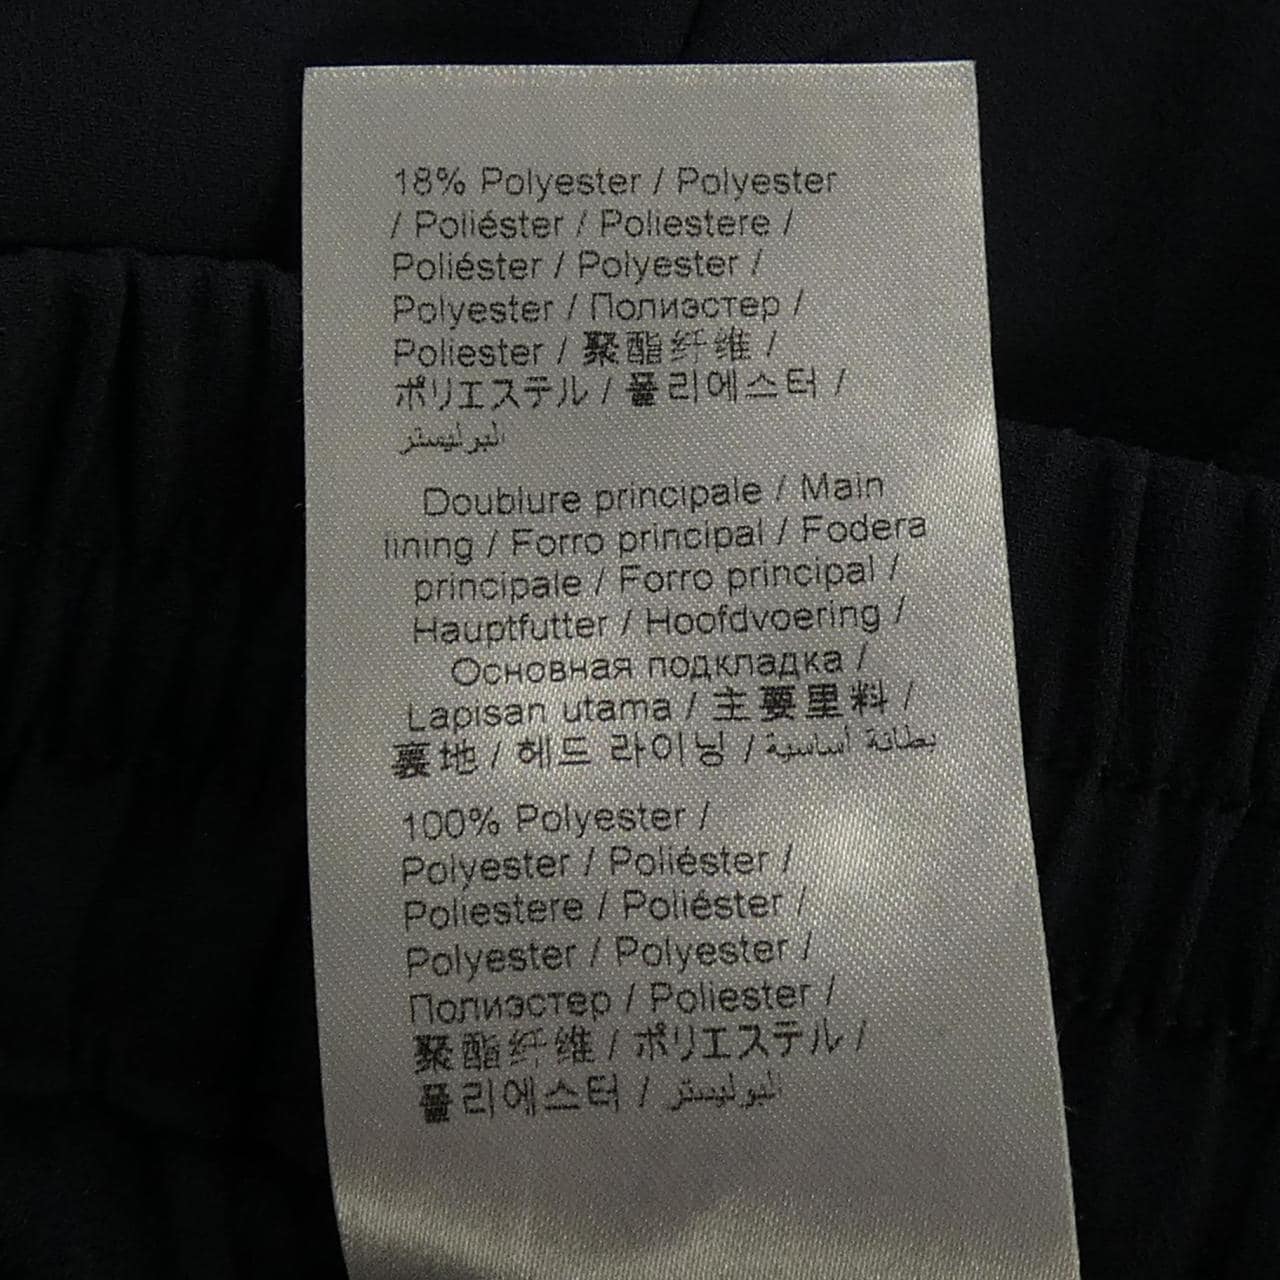 18% Polyester / Polyester
/ Poliéster / Poliestere /
Poliéster / Polyester /
Polyester / Полиэстер /
Poliester / 聚酯纤维 /
ポリエステル / 폴리에스터 /
البوليستر
Doublure principale / Main
lining / Forro principal / Fodera
principale / Forro principal /
Hauptfutter / Hoofdvoering /
Основная подкладка /
Lapisan utama / 主要里料 /
裏地 / 헤드 라이닝 / بطانة أساسية
100% Polyester /
Polyester / Poliéster /
Poliestere / Poliéster /
Polyester / Polyester /
Полиэстер / Poliester /
聚酯纤维 / ポリエステル /
폴리에스터 / البوليستر